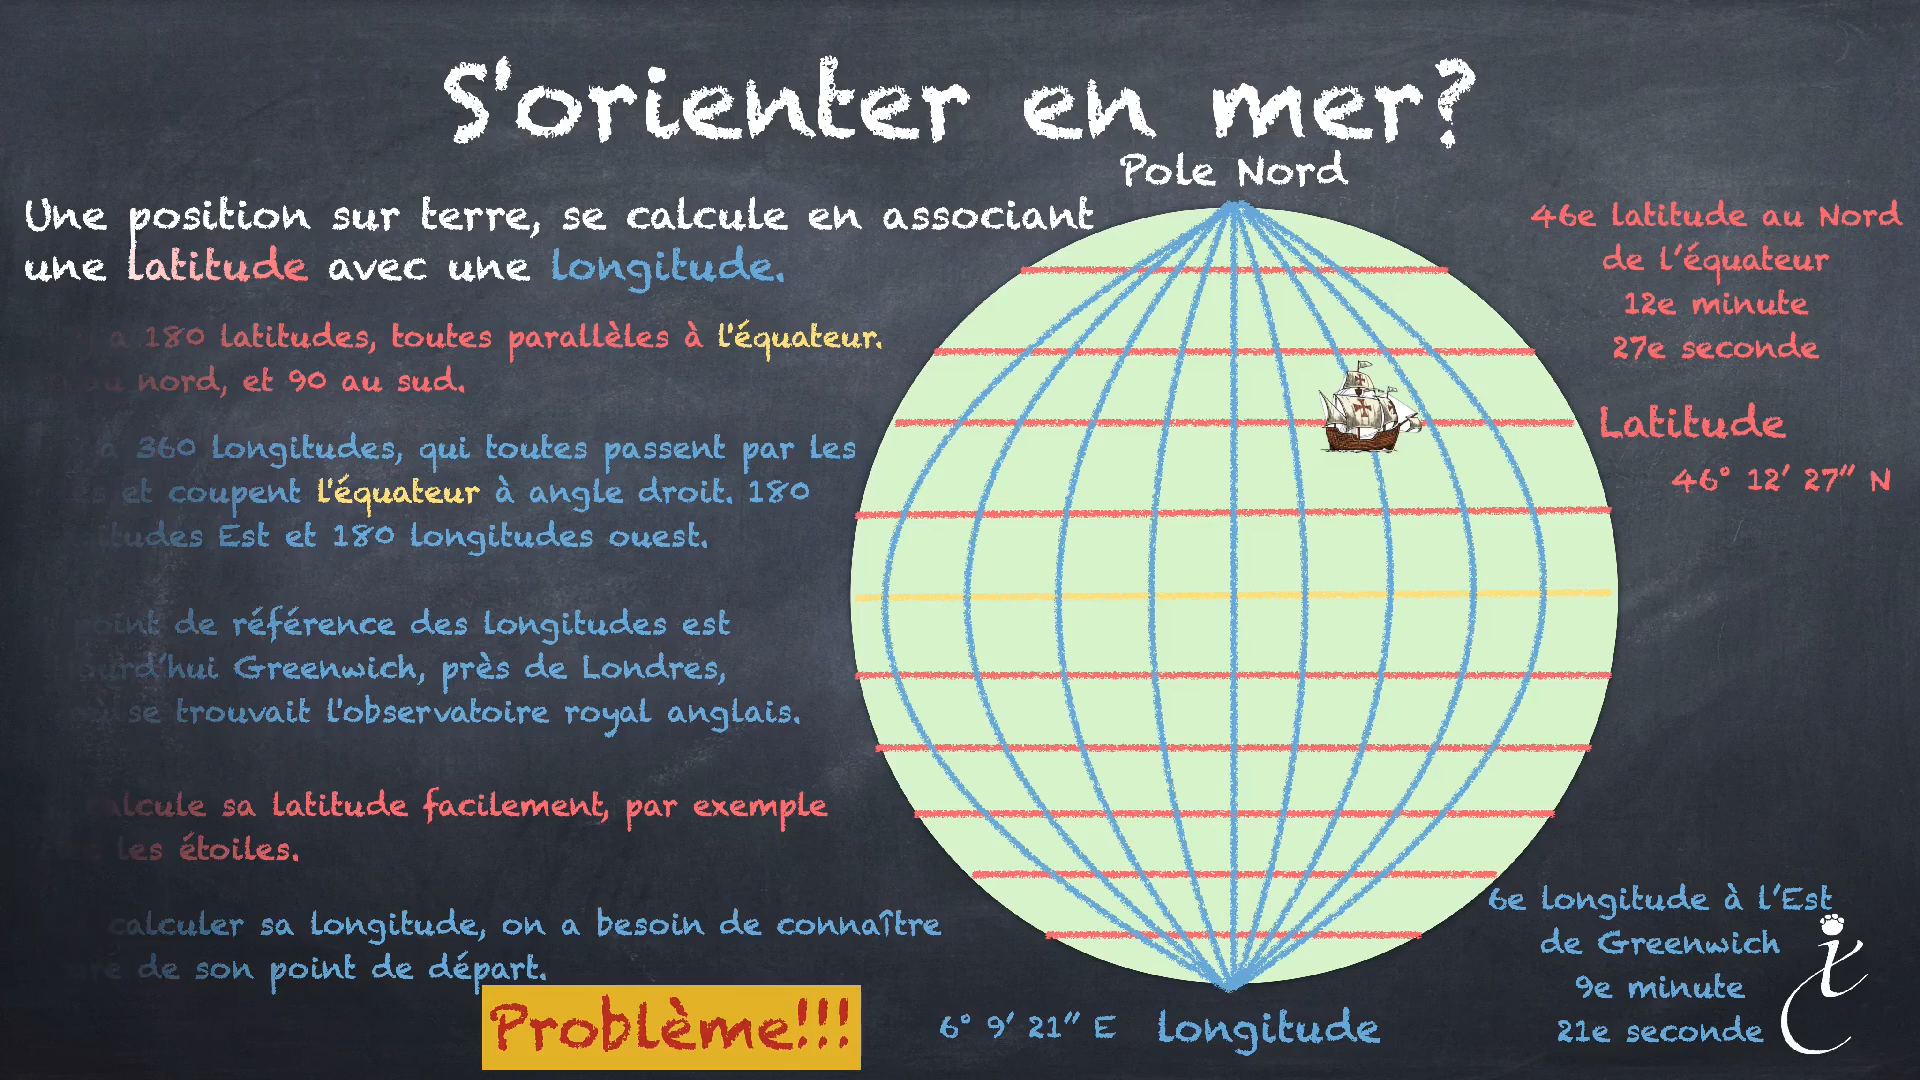 S'orienter en mer?
Pole Nord
Une position sur terre, se calcule en associant
une latitude avec une longitude.
a 180 latitudes, toutes parallèles à l'équateur.
au nord, et 90 au sud.
a 360 longitudes, qui toutes passent par les
et coupent l'équateur à angle droit. 180
Est et 180 longitudes ouest.
point de référence des longitudes est
Greenwich, près de Londres,
se trouvait l'observatoire royal anglais.
calcule sa latitude facilement, par exemple
les étoiles.
calculer sa longitude, on a besoin de connaître
de son point de départ.
Problème!!!
46e latitude au Nord
de l'équateur
12e minute
27e seconde
Latitude
46° 12' 27" N
6e longitude à l'Est
de Greenwich
9e minute
21e seconde
6° 9' 21" E longitude